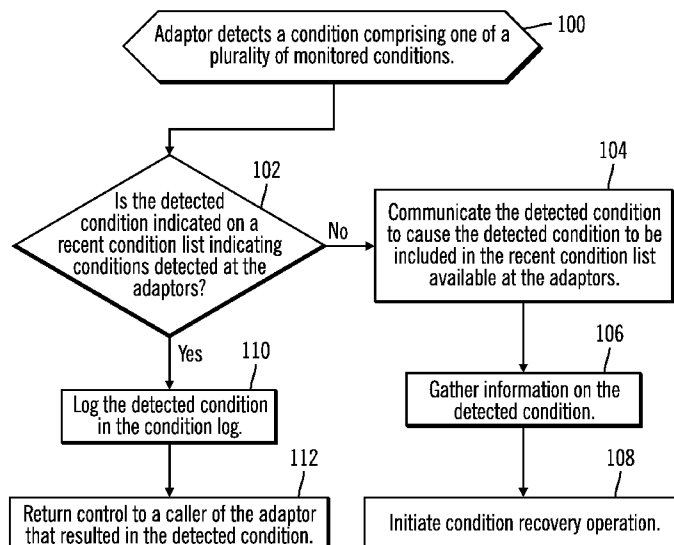 Adaptor detects a condition comprising one of a
plurality of monitored conditions.
100
102
Is the detected
condition indicated on a
recent condition list indicating
conditions detected at the
adaptors?
No
104
Communicate the detected condition
to cause the detected condition to be
included in the recent condition list
available at the adaptors.
Yes
110
Log the detected condition
in the condition log.
106
Gather information on the
detected condition.
112
Return control to a caller of the adaptor
that resulted in the detected condition.
108
Initiate condition recovery operation.